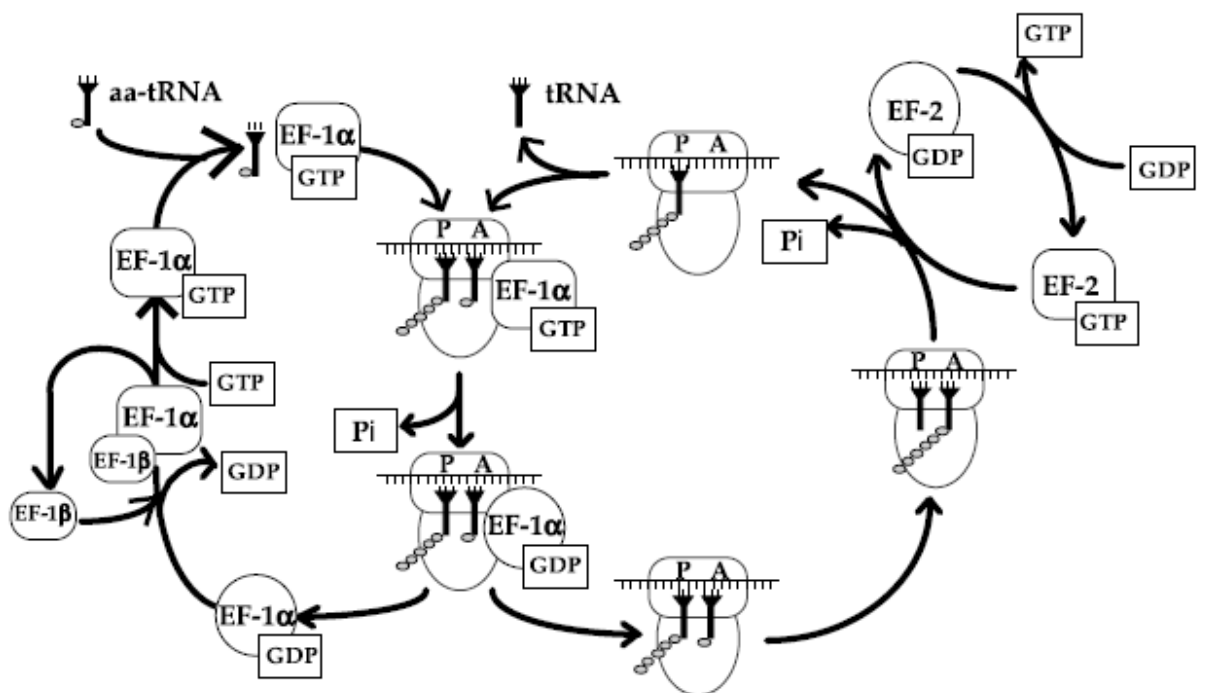 GTP
aa-tRNA
tRNA
EF-1α
GTP
P A
EF-2
GDP
GDP
P A
Pi
EF-1α
GTP
EF-1α
GTP
EF-2
GTP
P A
GTP
EF-1α
EF-1β
Pi
GDP
P A
EF-1β
EF-1α
GDP
P A
EF-1α
GDP